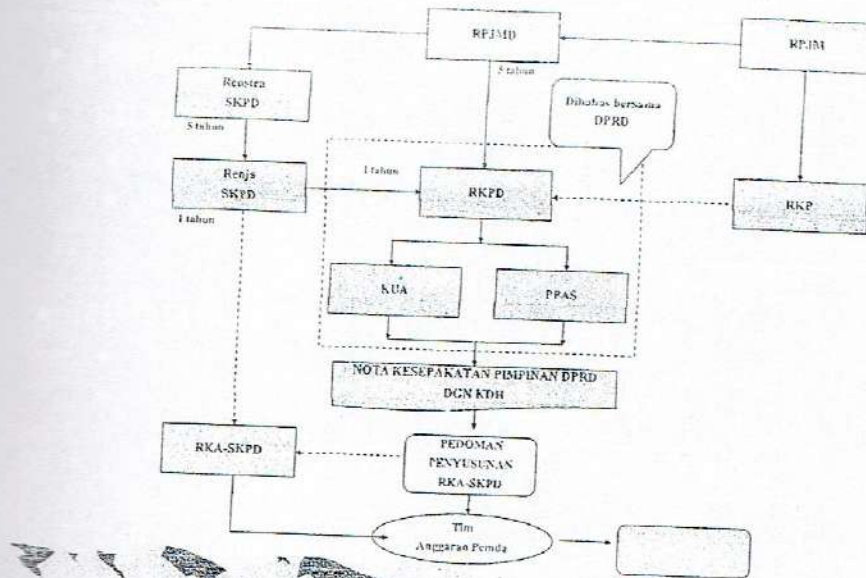 RPJMD
RPJM
5 tahun
Renstra
SKPD
Dibahas bersama
DPRD
5 tahun
Renja
SKPD
1 tahun
RKPD
RKP
1 tahun
KUA
PPAS
NOTA KESEPAKATAN PIMPINAN DPRD
DGN KDH
RKA-SKPD
PEDOMAN
PENYUSUNAN
RKA-SKPD
Tim
Anggaran Pemda